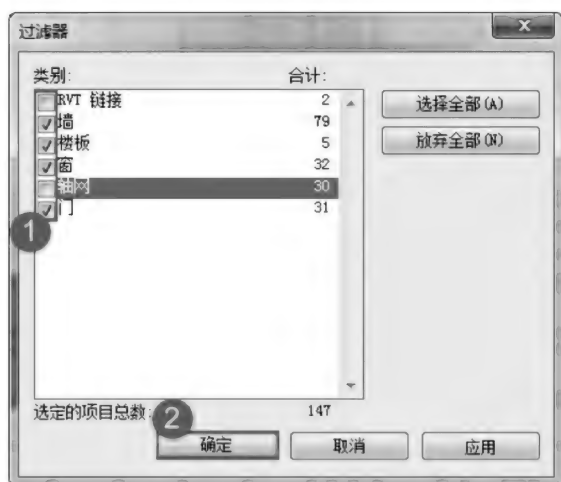 过滤器
类别: 合计:
RVT 链接 2
墙 79
楼板 5
窗 32
轴网 30
门 31
选择全部(A)
放弃全部(N)
1
选定的项目总数: 147
2
确定 取消 应用